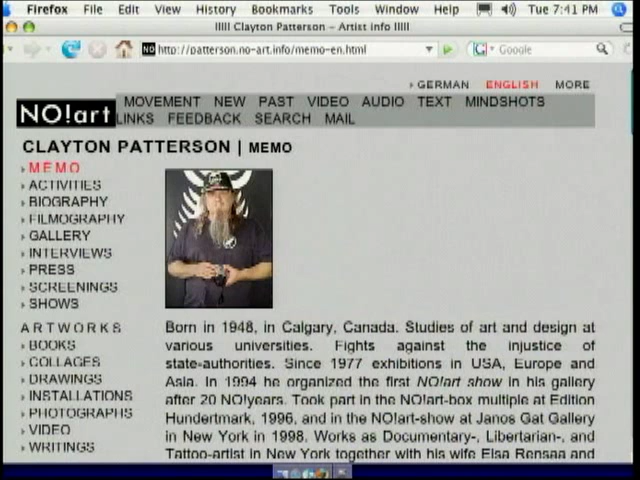 Firefox File Edit View History Bookmarks Tools Window Help Tue 7:41 PM
IIIII Clayton Patterson - Artist info IIIII
NO! http://patterson.no-art.info/memo-en.html G Google
GERMAN ENGLISH MORE
NO!art MOVEMENT NEW PAST VIDEO AUDIO TEXT MINDSHOTS
LINKS FEEDBACK SEARCH MAIL
CLAYTON PATTERSON | MEMO
MEMO
ACTIVITIES
BIOGRAPHY
FILMOGRAPHY
GALLERY
INTERVIEWS
PRESS
SCREENINGS
SHOWS
ARTWORKS
BOOKS
COLLAGES
DRAWINGS
INSTALLATIONS
PHOTOGRAPHS
VIDEO
WRITINGS
Born in 1948, in Calgary, Canada. Studies of art and design at
various universities. Fights against the injustice of
state-authorities. Since 1977 exhibitions in USA, Europe and
Asia. In 1994 he organized the first NO!art show in his gallery
after 20 NO!years. Took part in the NO!art-box multiple at Edition
Hundertmark, 1996, and in the NO!art-show at Janos Gat Gallery
in New York in 1998. Works as Documentary-, Libertarian-, and
Tattoo-artist in New York together with his wife Elsa Rensaa and